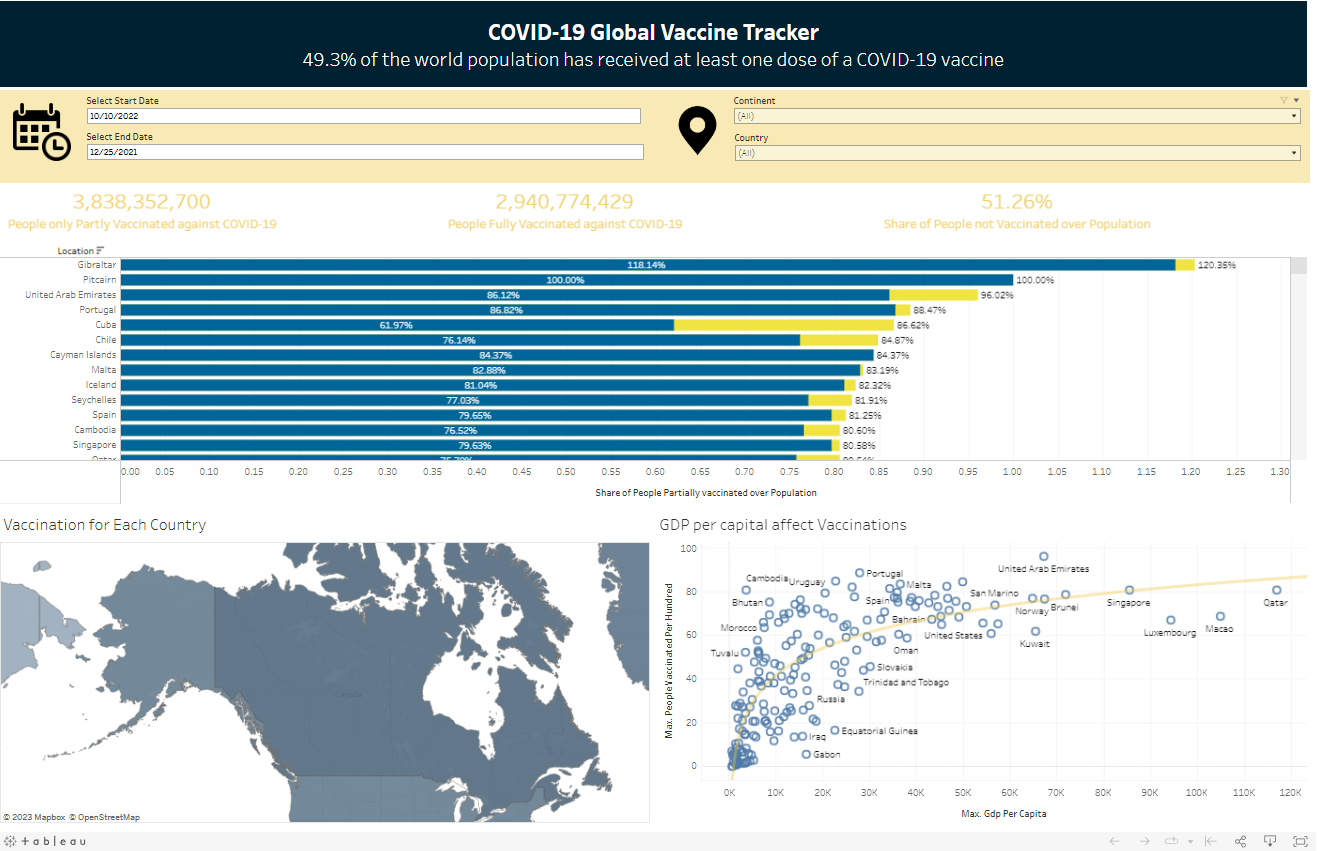 COVID-19 Global Vaccine Tracker
49.3% of the world population has received at least one dose of a COVID-19 vaccine
Select Start Date
10/10/2022
Select End Date
12/25/2021
Continent
(All)
Country
(All)
3,838,352,700
People only Partly Vaccinated against COVID-19
2,940,774,429
People Fully Vaccinated against COVID-19
51.26%
Share of People not Vaccinated over Population
Location
Gibraltar 118.14% 120.35%
Pitcairn 100.00% 100.00%
United Arab Emirates 86.12% 96.02%
Portugal 86.82% 88.47%
Cuba 61.97% 86.62%
Chile 76.14% 84.87%
Cayman Islands 84.37% 84.37%
Malta 82.88% 83.19%
Iceland 81.04% 82.32%
Seychelles 77.03% 81.91%
Spain 79.65% 81.25%
Cambodia 76.52% 80.60%
Singapore 79.63% 80.58%
Qatar
0.00 0.05 0.10 0.15 0.20 0.25 0.30 0.35 0.40 0.45 0.50 0.55 0.60 0.65 0.70 0.75 0.80 0.85 0.90 0.95 1.00 1.05 1.10 1.15 1.20 1.25 1.30
Share of People Partially vaccinated over Population
Vaccination for Each Country
Canada
© 2023 Mapbox © OpenStreetMap
GDP per capital affect Vaccinations
Max. People Vaccinated Per Hundred
100
80
60
40
20
0
United Arab Emirates
Portugal
Cambodia
Uruguay
Malta
San Marino
Bhutan
Spain
Norway
Brunei
Singapore
Qatar
Morocco
Bahrain
United States
Kuwait
Luxembourg
Macao
Tuvalu
Oman
Slovakia
Trinidad and Tobago
Russia
Equatorial Guinea
Iraq
Gabon
0K 10K 20K 30K 40K 50K 60K 70K 80K 90K 100K 110K 120K
Max. Gdp Per Capita
+ableau